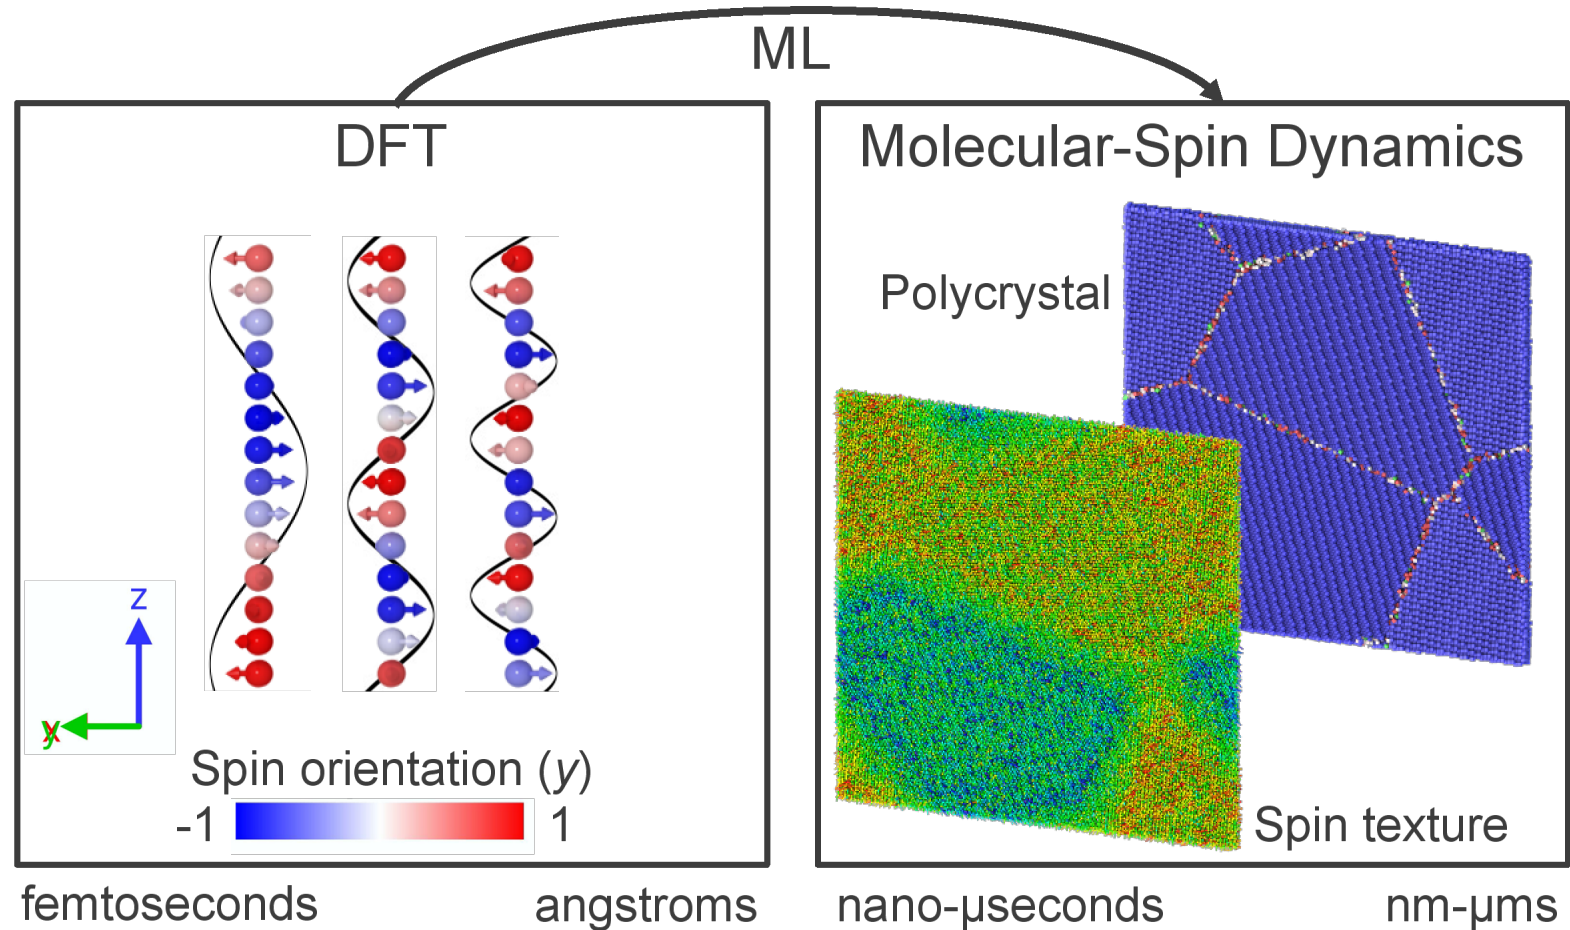 ML
DFT
Molecular-Spin Dynamics
Polycrystal
z
y
x
Spin orientation (y)
-1
1
Spin texture
femtoseconds
angstroms
nano-μseconds
nm-μms